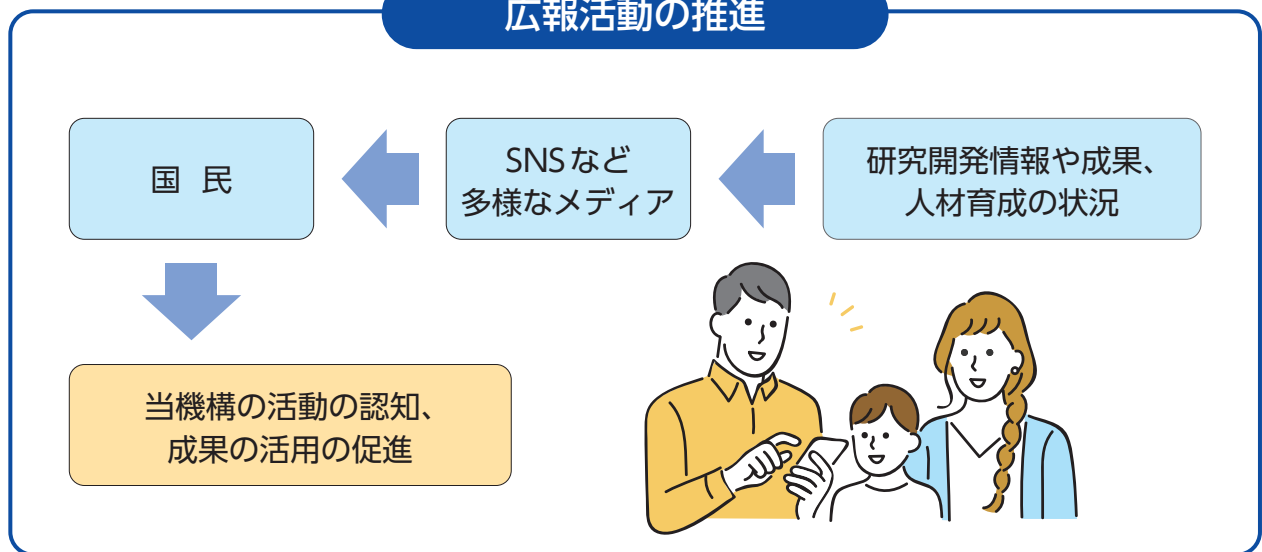 広報活動の推進
国 民
SNSなど
多様なメディア
研究開発情報や成果、
人材育成の状況
当機構の活動の認知、
成果の活用の促進